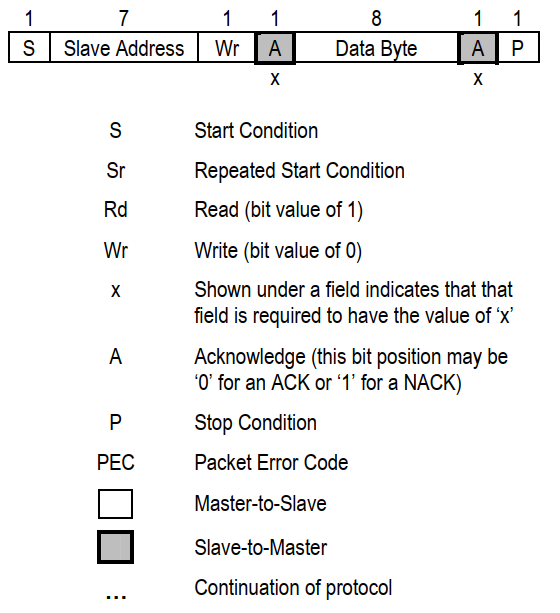 1 7 1 1 8 1 1
S Slave Address Wr A Data Byte A P
x x
S Start Condition
Sr Repeated Start Condition
Rd Read (bit value of 1)
Wr Write (bit value of 0)
x Shown under a field indicates that that
field is required to have the value of ‘x’
A Acknowledge (this bit position may be
‘0’ for an ACK or ‘1’ for a NACK)
P Stop Condition
PEC Packet Error Code
Master-to-Slave
Slave-to-Master
... Continuation of protocol